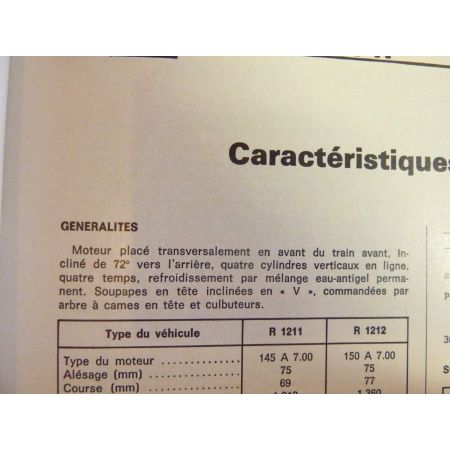 Caractéristiques
GENERALITES
Moteur placé transversalement en avant du train avant. In-
cliné de 72° vers l'arrière, quatre cylindres verticaux en ligne,
quatre temps, refroidissement par mélange eau-antigel perma-
nent. Soupapes en tête inclinées en « V », commandées par
arbre à cames en tête et culbuteurs.
Type du véhicule R 1211 R 1212
Type du moteur .............. 145 A 7.00 150 A 7.00
Alésage (mm) ................ 75 75
Course (mm) ................ 69 77
1 360